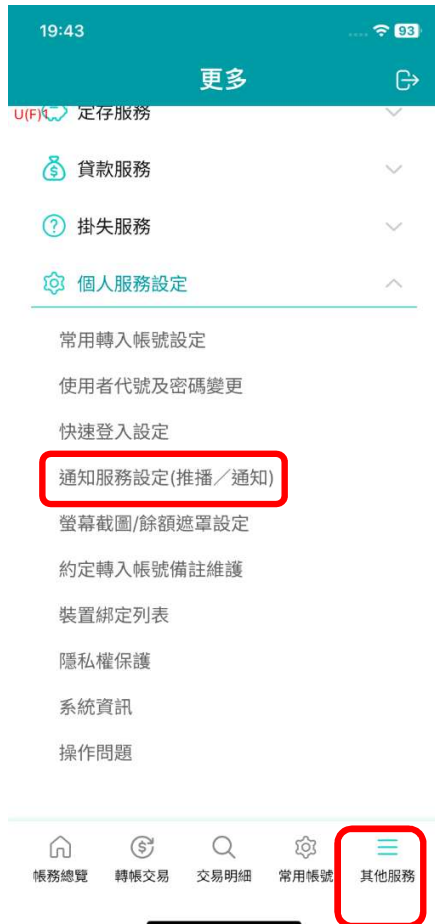 19:43
93
更多
U(F)1
定存服務
貸款服務
掛失服務
個人服務設定
常用轉入帳號設定
使用者代號及密碼變更
快速登入設定
通知服務設定(推播／通知)
螢幕截圖/餘額遮罩設定
約定轉入帳號備註維護
裝置綁定列表
隱私權保護
系統資訊
操作問題
帳務總覽 轉帳交易 交易明細 常用帳號 其他服務